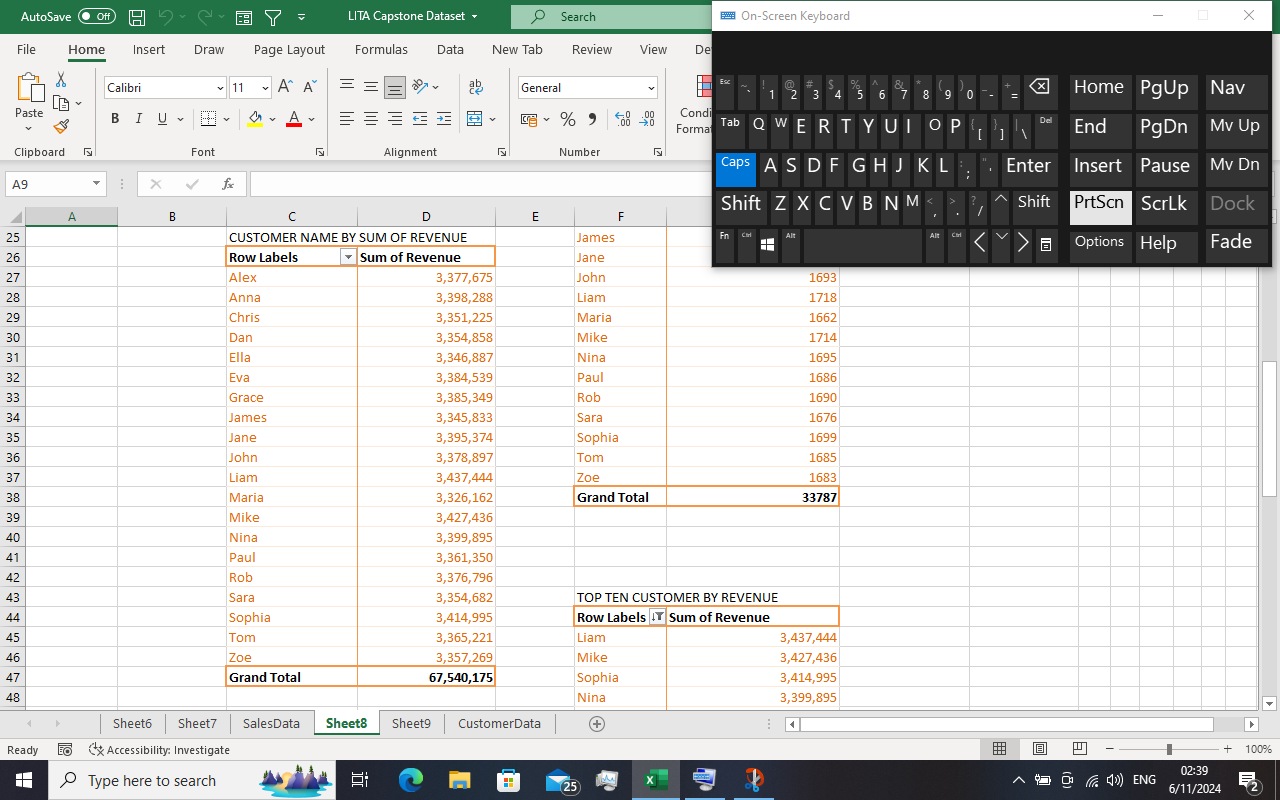 AutoSave Off LITA Capstone Dataset Search
On-Screen Keyboard
File Home Insert Draw Page Layout Formulas Data New Tab Review View De
Paste
Clipboard
Calibri 11
B I U
Font
ab
Alignment
General
% 9
Number
Condi
Format
Esc ~ ` ! 1 @ 2 # 3 $ 4 % 5 ^ 6 & 7 * 8 ( 9 ) 0 _ - + = Home PgUp Nav
Tab Q W E R T Y U I O P { [ } ] | \ Del End PgDn Mv Up
Caps A S D F G H J K L : ; " ' Enter Insert Pause Mv Dn
Shift Z X C V B N M < , > . ? / Shift PrtScn ScrLk Dock
Fn Ctrl Alt Alt Ctrl Options Help Fade
A9 fx
A B C D E F
25 CUSTOMER NAME BY SUM OF REVENUE James
26 Row Labels Sum of Revenue Jane
27 Alex 3,377,675 John 1693
28 Anna 3,398,288 Liam 1718
29 Chris 3,351,225 Maria 1662
30 Dan 3,354,858 Mike 1714
31 Ella 3,346,887 Nina 1695
32 Eva 3,384,539 Paul 1686
33 Grace 3,385,349 Rob 1690
34 James 3,345,833 Sara 1676
35 Jane 3,395,374 Sophia 1699
36 John 3,378,897 Tom 1685
37 Liam 3,437,444 Zoe 1683
38 Maria 3,326,162 Grand Total 33787
39 Mike 3,427,436
40 Nina 3,399,895
41 Paul 3,361,350
42 Rob 3,376,796
43 Sara 3,354,682 TOP TEN CUSTOMER BY REVENUE
44 Sophia 3,414,995 Row Labels Sum of Revenue
45 Tom 3,365,221 Liam 3,437,444
46 Zoe 3,357,269 Mike 3,427,436
47 Grand Total 67,540,175 Sophia 3,414,995
48 Nina 3,399,895
Sheet6 Sheet7 SalesData Sheet8 Sheet9 CustomerData
Ready Accessibility: Investigate 100%
Type here to search 25 ENG 02:39
6/11/2024 2